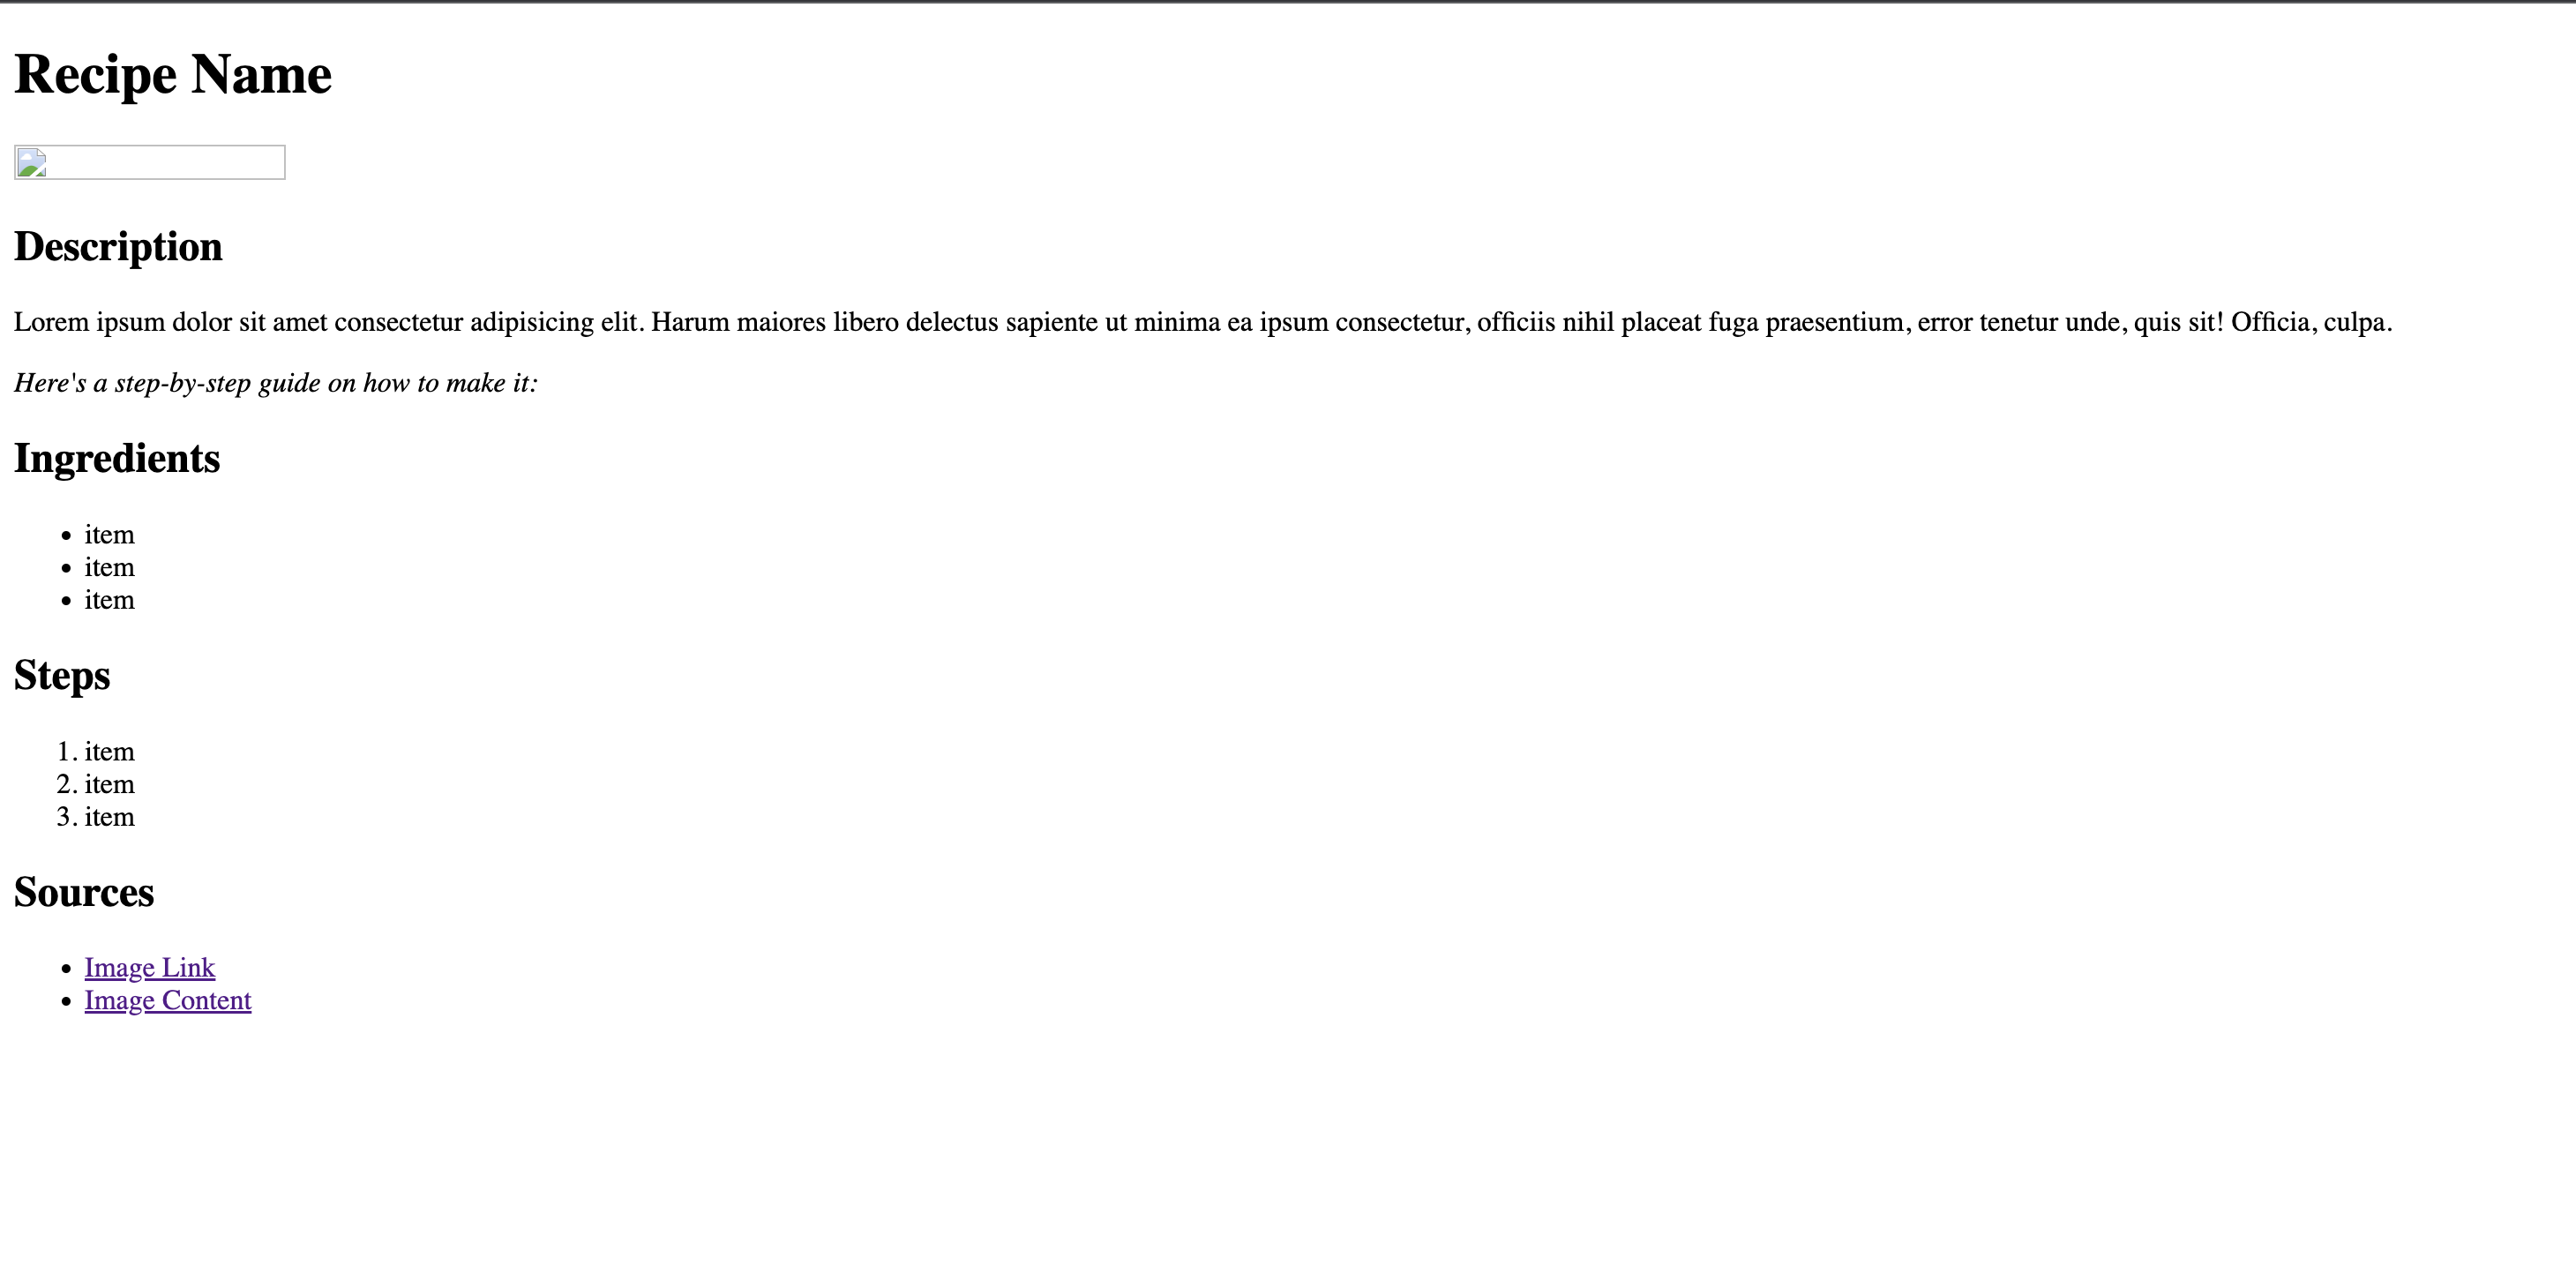 Recipe Name
Description
Lorem ipsum dolor sit amet consectetur adipisicing elit. Harum maiores libero delectus sapiente ut minima ea ipsum consectetur, officiis nihil placeat fuga praesentium, error tenetur unde, quis sit! Officia, culpa.
Here's a step-by-step guide on how to make it:
Ingredients
• item
• item
• item
Steps
1. item
2. item
3. item
Sources
• Image Link
• Image Content